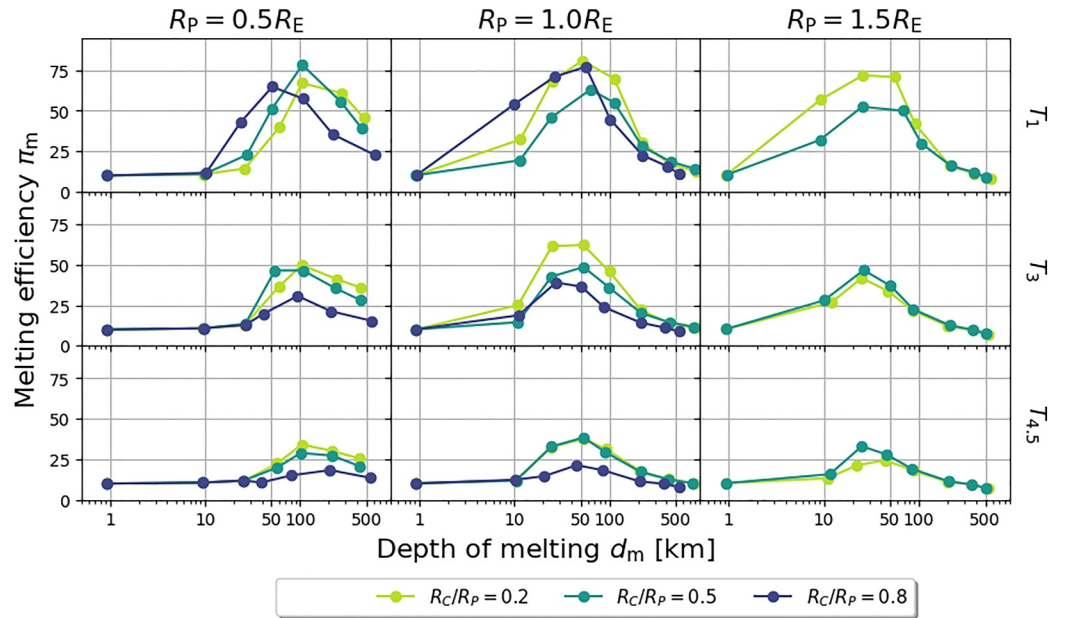 R_P = 0.5R_E R_P = 1.0R_E R_P = 1.5R_E
Melting efficiency π_m
75
50
25
0
T_1
75
50
25
0
T_3
75
50
25
0
T_4.5
1 10 50 100 500 1 10 50 100 500 1 10 50 100 500
Depth of melting d_m [km]
R_C/R_P = 0.2 R_C/R_P = 0.5 R_C/R_P = 0.8